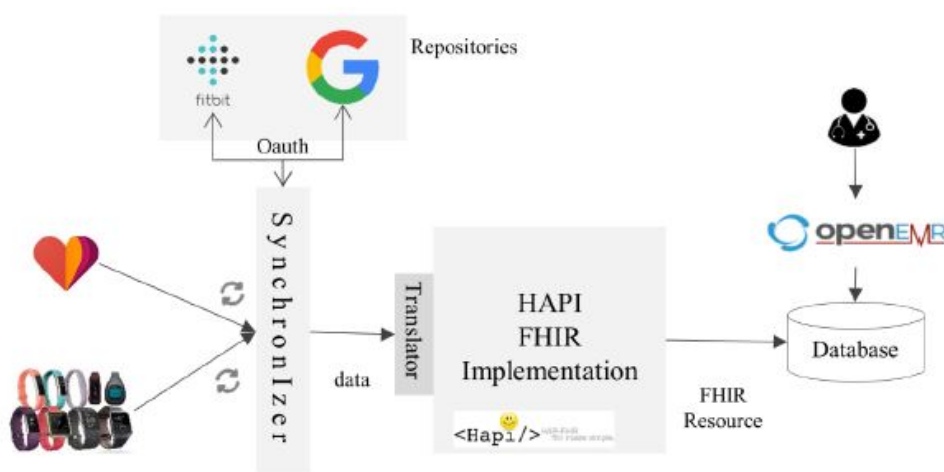 Repositories
fitbit
Oauth
SynchronIzer
Translator
HAPI
FHIR
Implementation
data
<Hapi/>
FHIR
Resource
openEMR
Database